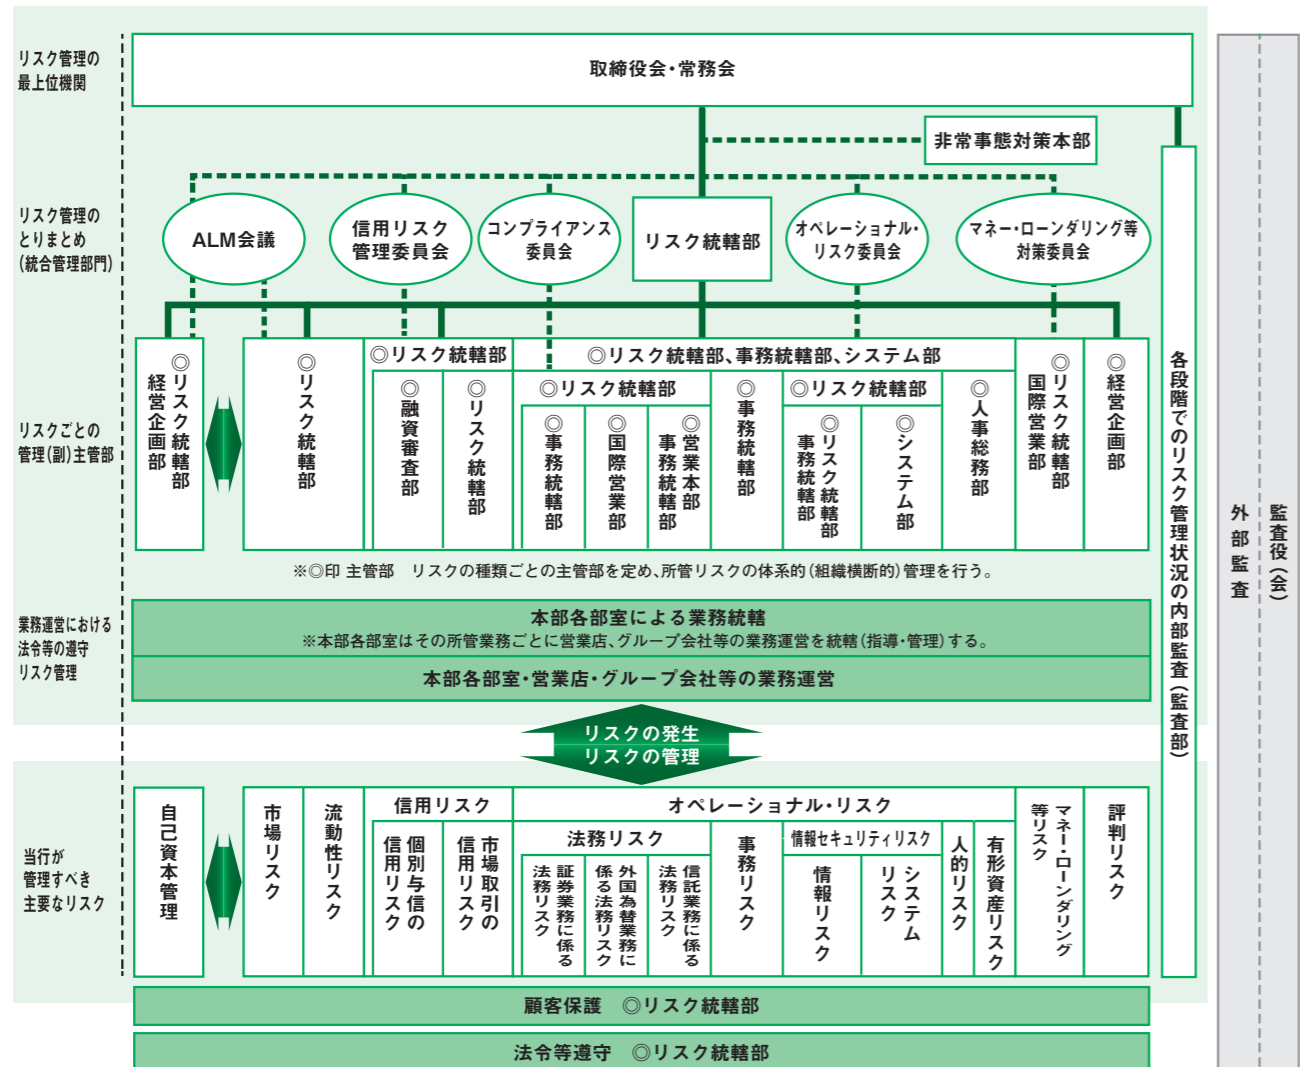 リスク管理の
最上位機関
取締役会・常務会
非常事態対策本部
リスク管理の
とりまとめ
(統合管理部門)
ALM会議
信用リスク
管理委員会
コンプライアンス
委員会
リスク統轄部
オペレーショナル・
リスク委員会
マネー・ローンダリング等
対策委員会
リスクごとの
管理(副)主管部
◎リスク統轄部
経営企画部
◎リスク統轄部
◎リスク統轄部
◎融資審査部
◎リスク統轄部
◎リスク統轄部、事務統轄部、システム部
◎リスク統轄部
◎事務統轄部
◎国際営業部
◎営業本部
事務統轄部
◎事務統轄部
◎リスク統轄部
◎リスク統轄部
事務統轄部
◎システム部
◎人事総務部
◎リスク統轄部
国際営業部
◎経営企画部
※◎印 主管部　リスクの種類ごとの主管部を定め、所管リスクの体系的(組織横断的)管理を行う。
業務運営における
法令等の遵守
リスク管理
本部各部室による業務統轄
※本部各部室はその所管業務ごとに営業店、グループ会社等の業務運営を統轄(指導・管理)する。
本部各部室・営業店・グループ会社等の業務運営
リスクの発生
リスクの管理
当行が
管理すべき
主要なリスク
自己資本管理
市場リスク
流動性リスク
信用リスク
個別与信の
信用リスク
市場取引の
信用リスク
オペレーショナル・リスク
法務リスク
証券業務に係る
法務リスク
外国為替業務に
係る法務リスク
信託業務に係る
法務リスク
事務リスク
情報セキュリティリスク
情報リスク
システム
リスク
人的リスク
有形資産リスク
マネー・ローンダリング
等リスク
評判リスク
顧客保護　◎リスク統轄部
法令等遵守　◎リスク統轄部
各段階でのリスク管理状況の内部監査(監査部)
監査役(会)
外部監査